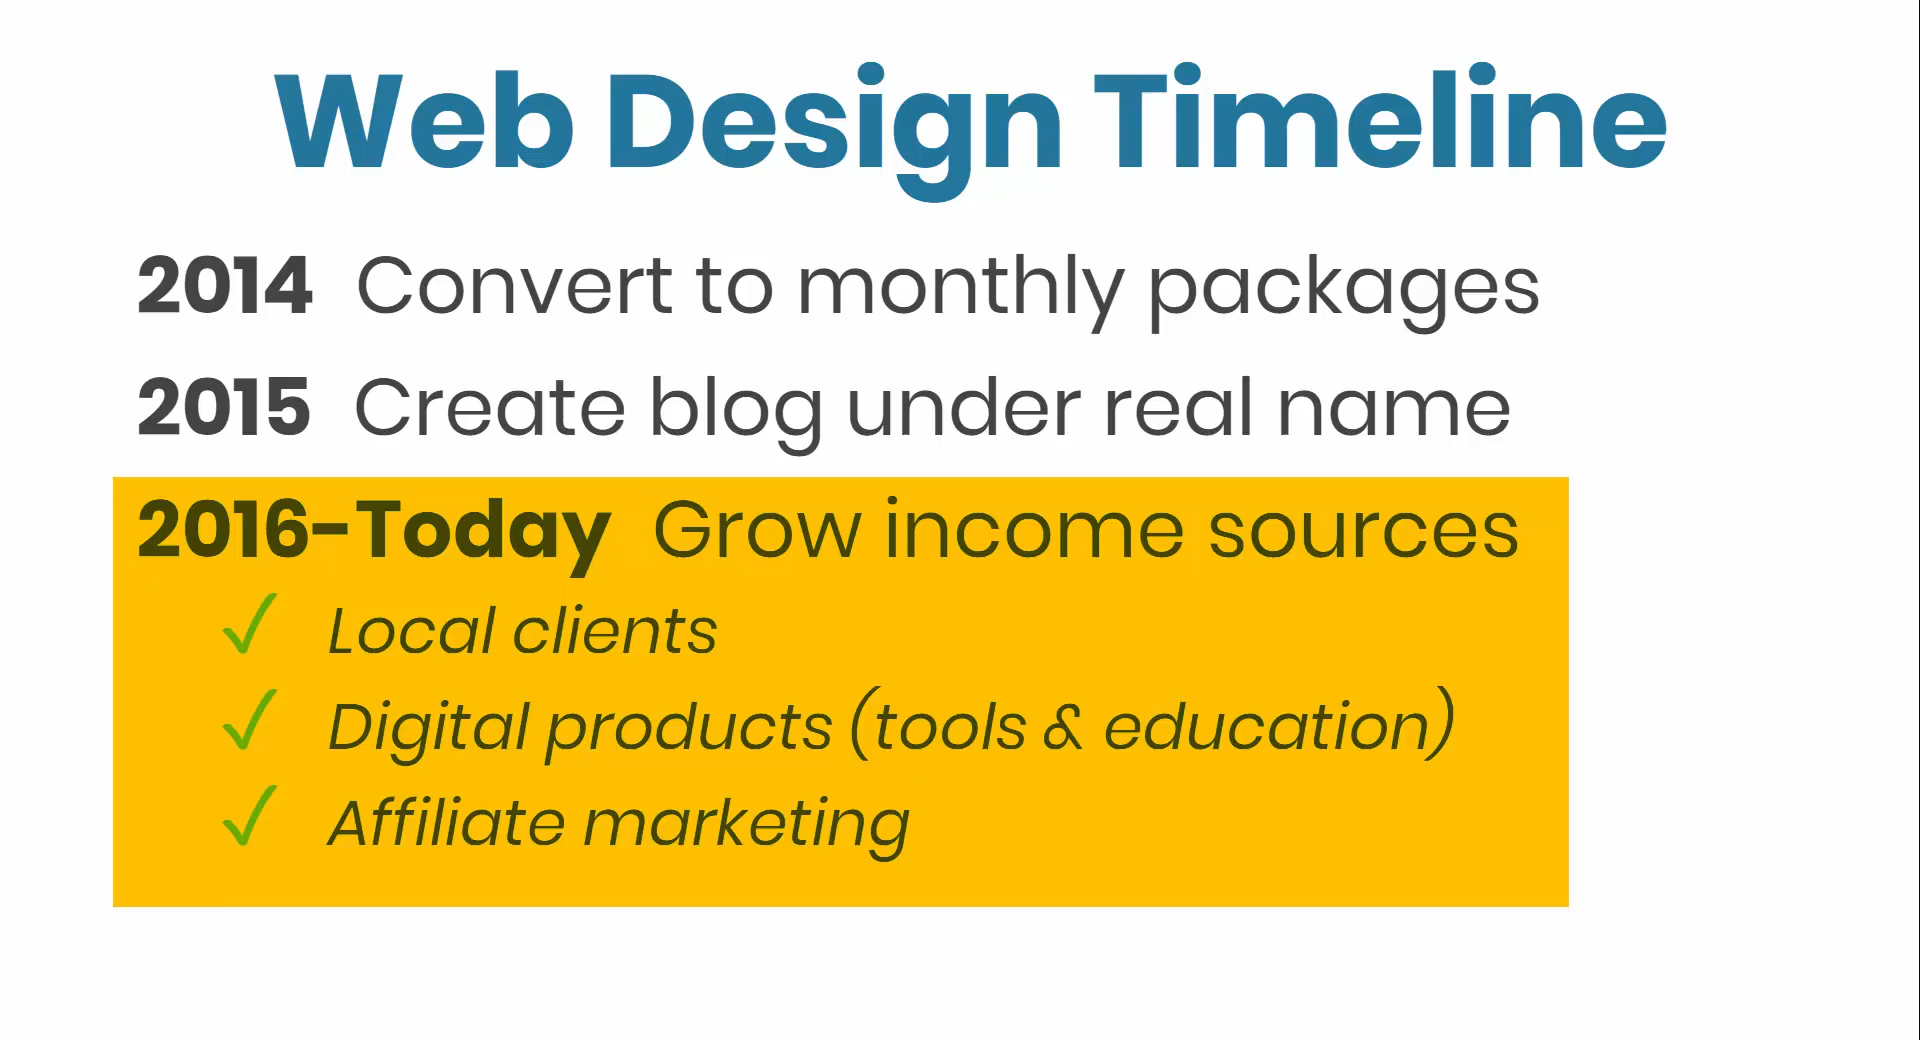 Web Design Timeline
2014 Convert to monthly packages
2015 Create blog under real name
2016-Today Grow income sources
✓ Local clients
✓ Digital products (tools & education)
✓ Affiliate marketing